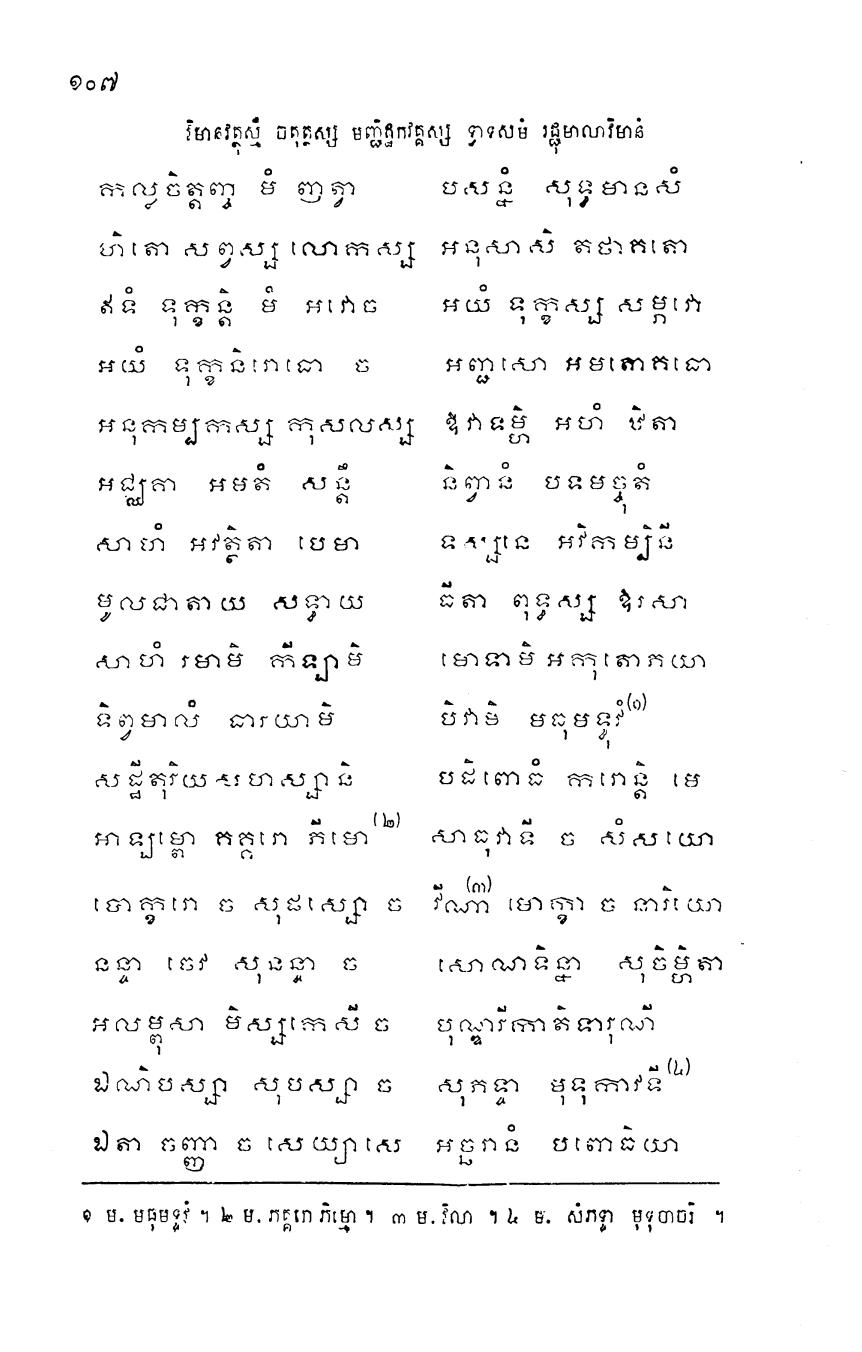 ១០៧
វិមានវត្ថុស្មឹ ចតុត្ថស្ស មញ្ជិដ្ឋកវគ្គស្ស ទ្វាទសមំ រជ្ជុមាលាវិមានំ
កាល្លចិត្តញ្ច មំ ញត្វា បសន្នំ សុទ្ធមានសំ
ហិតោ សព្វស្ស លោកស្ស អនុសាសិ តថាគតោ
ឥទំ ទុក្ខន្តិ មំ អវោច អយំ ទុក្ខស្ស សម្ភវោ
អយំ ទុក្ខនិរោធោ ច អញ្ជសោ អមតោគធោ
អនុកម្បកស្ស កុសលស្ស ឱវាទម្ហិ អហំ ឋិតា
អជ្ឈគា អមតំ សន្តឹ និព្វានំ បទមច្ចុតំ
សាហំ អវត្ថិតា បេមា ទស្សនេ អវិកម្បិនី
មូលជាតាយ សទ្ធាយ ធីតា ពុទ្ធស្ស ឱរសា
សាហំ រមាមិ កីឡាមិ មោទាមិ អកុតោភយា
ទិព្វមាលំ ធារយាមិ បិវាមិ មធុមទ្ទវំ(១)
សដ្ឋីតុរិយសហស្សានិ បដិពោធំ ករោន្តិ មេ
អាឡម្ពោ គគ្គរោ ភីមោ(២) សាធុវាទី ច សំសយោ
បោក្ខរោ ច សុផស្សោ ច វីណា(៣) មោក្ខា ច នារិយោ
នន្ទា ចេវ សុនន្ទា ច សោណទិន្នា សុចិម្ហិតា
អលម្ពុសា មិស្សកេសី ច បុណ្ឌរីកាតិទារុណី
ឯណិបស្សា សុបស្សា ច សុភទ្ទា មុទុកាវទី(៤)
ឯតា ចញ្ញា ច សេយ្យាសេ អច្ឆរានំ បពោធិយា
១ ម. មធុមទ្ទវំ ។ ២ ម. ភគ្គរោ ភិម្មោ ។ ៣ ម. វិណា ។ ៤ ម. សំភទ្ទា មុទុបាចរិ ។